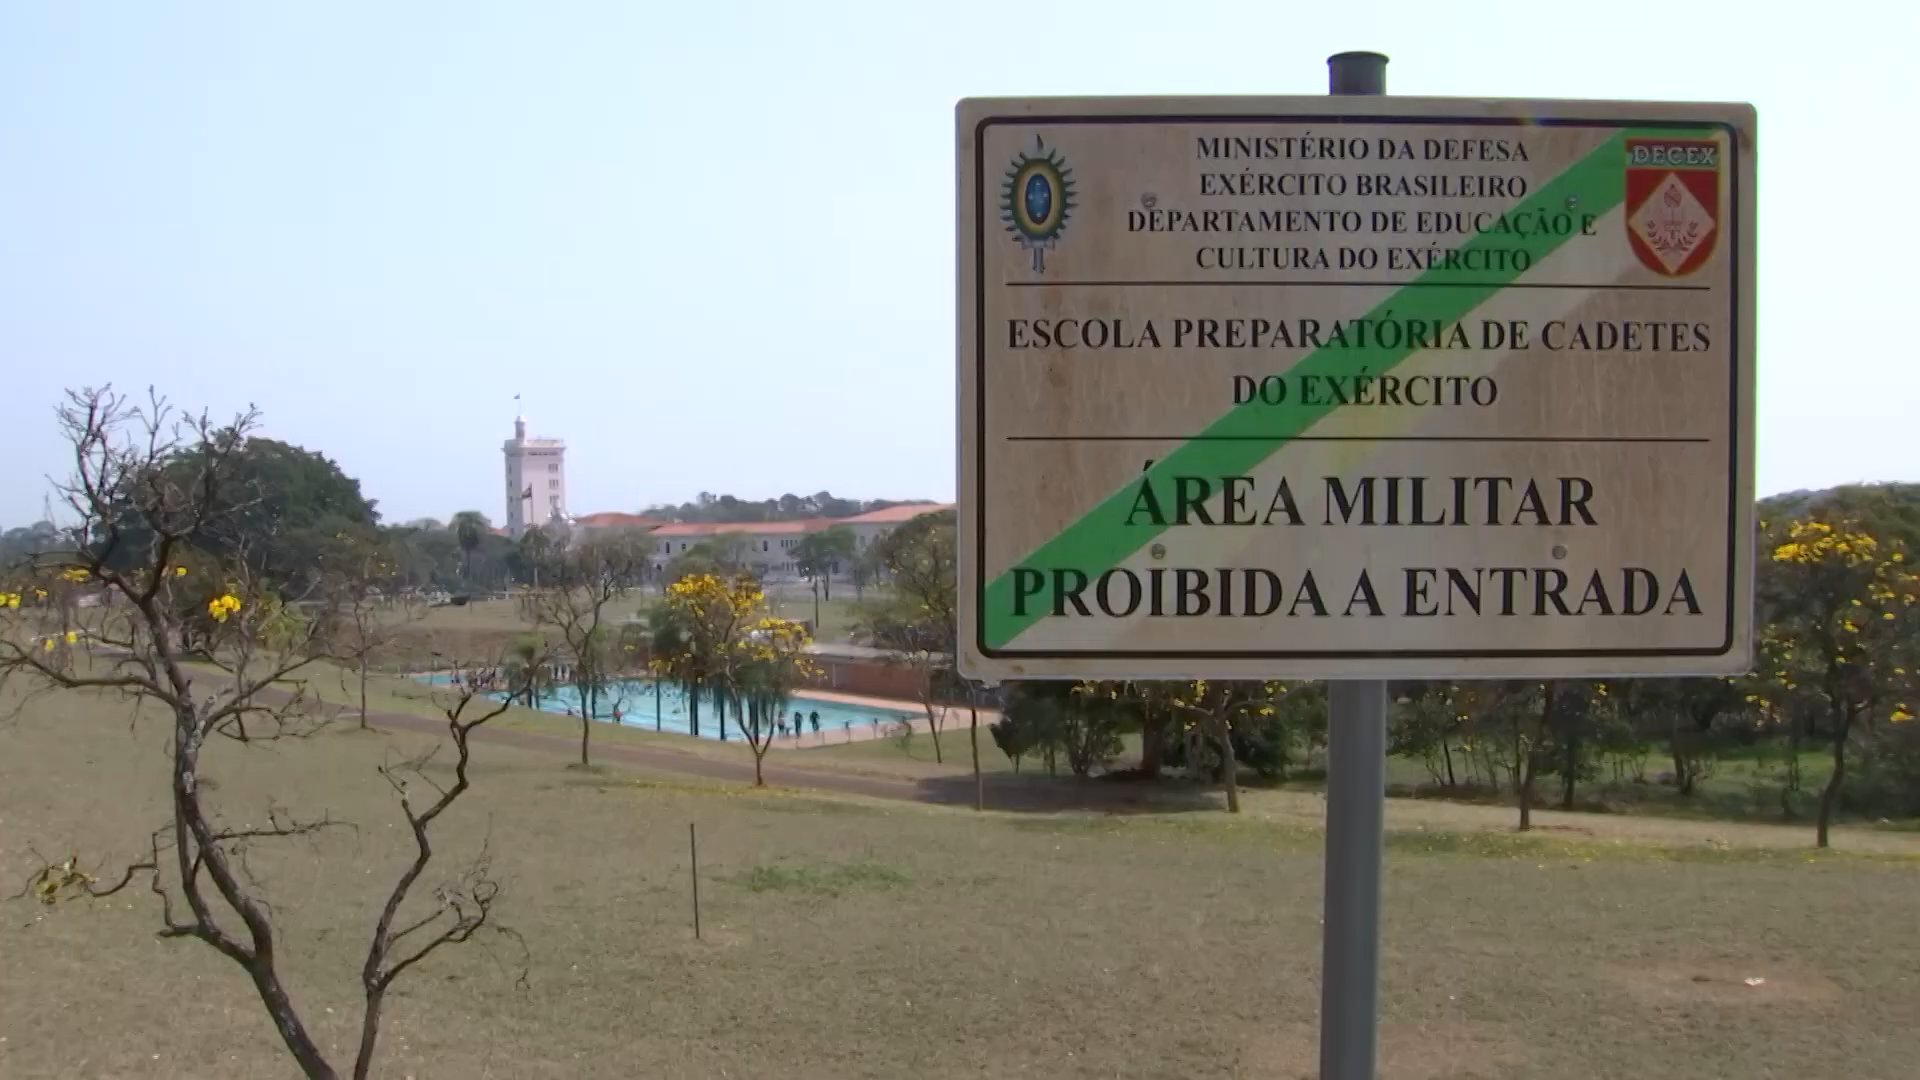 MINISTÉRIO DA DEFESA
EXÉRCITO BRASILEIRO
DEPARTAMENTO DE EDUCAÇÃO E
CULTURA DO EXÉRCITO
DECEX
ESCOLA PREPARATÓRIA DE CADETES
DO EXÉRCITO
ÁREA MILITAR
PROIBIDA A ENTRADA